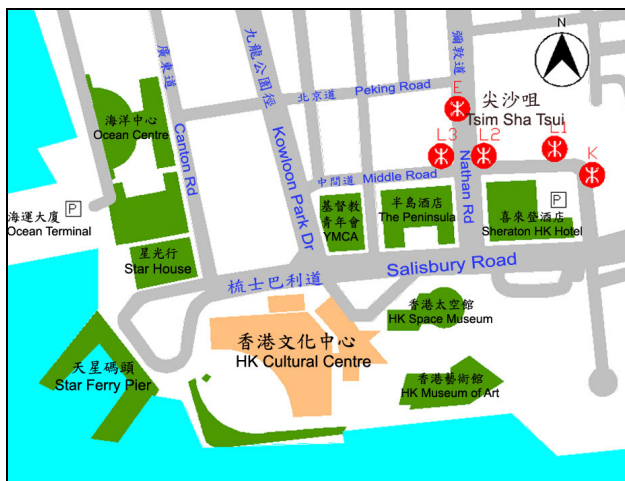 N
廣東道
Canton Rd
九龍公園徑
Kowloon Park Dr
彌敦道
Nathan Rd
北京道 Peking Road
中間道 Middle Road
梳士巴利道 Salisbury Road
尖沙咀
Tsim Sha Tsui
E
L3
L2
L1
K
海洋中心
Ocean Centre
P
海運大廈
Ocean Terminal
星光行
Star House
基督教
青年會
YMCA
半島酒店
The Peninsula
P
喜來登酒店
Sheraton HK Hotel
香港太空館
HK Space Museum
香港文化中心
HK Cultural Centre
天星碼頭
Star Ferry Pier
香港藝術館
HK Museum of Art